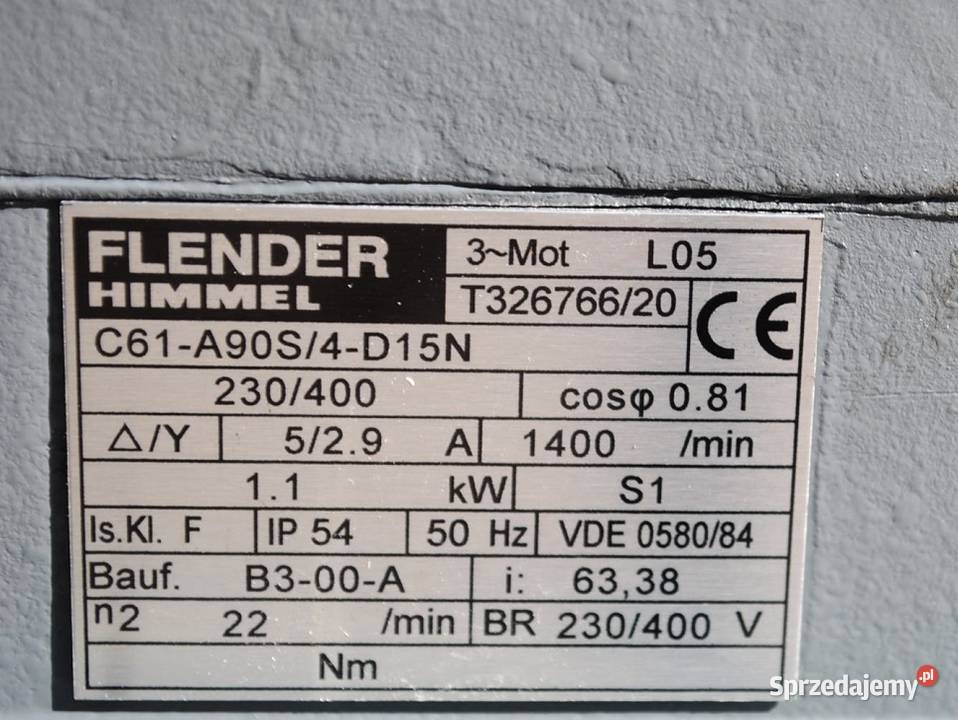 FLENDER
HIMMEL
3~Mot L05
T326766/20
CE
C61-A90S/4-D15N
230/400 cosφ 0.81
△/Y 5/2.9 A 1400 /min
1.1 kW S1
Is.Kl. F IP 54 50 Hz VDE 0580/84
Bauf. B3-00-A i: 63,38
n2 22 /min BR 230/400 V
Nm
Sprzedajemy.pl